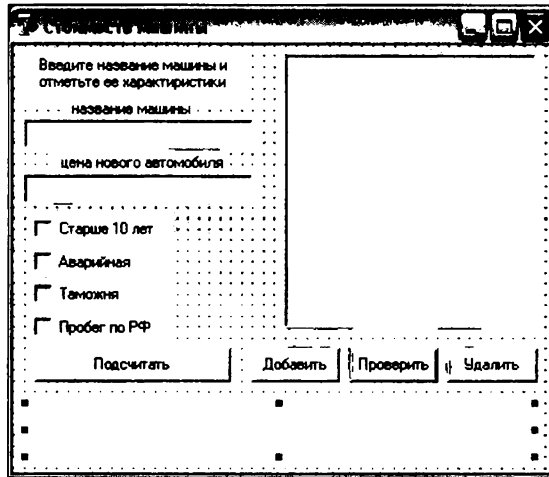 Стоимость машины
Введите название машины и
отметьте ее характиристики
название машины
цена нового автомобиля
Старше 10 лет
Аварийная
Таможня
Пробег по РФ
Подсчитать
Добавить
Проверить
Удалить